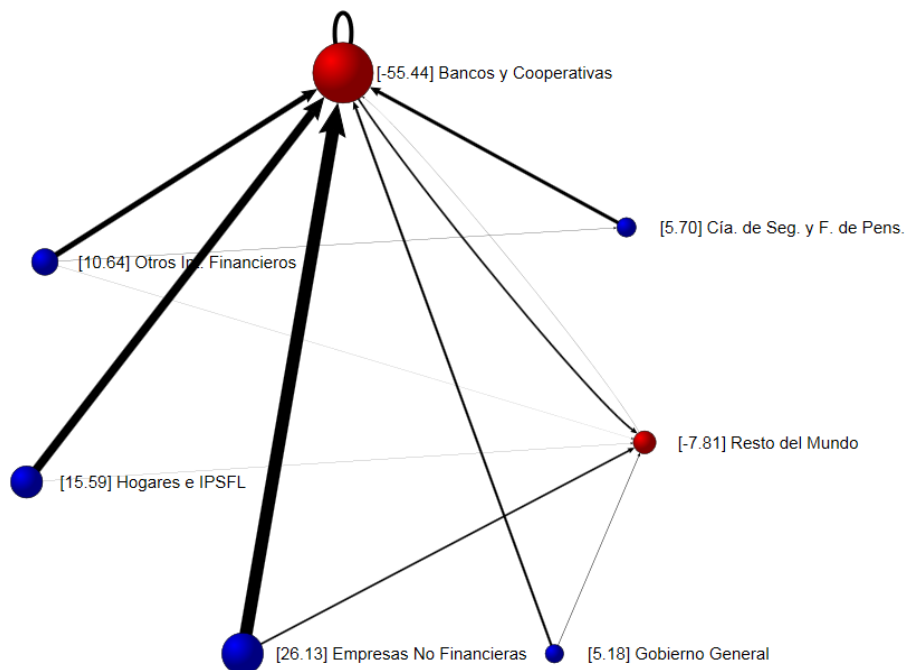 [-55.44] Bancos y Cooperativas
[5.70] Cía. de Seg. y F. de Pens.
[10.64] Otros Int. Financieros
[-7.81] Resto del Mundo
[15.59] Hogares e IPSFL
[26.13] Empresas No Financieras
[5.18] Gobierno General